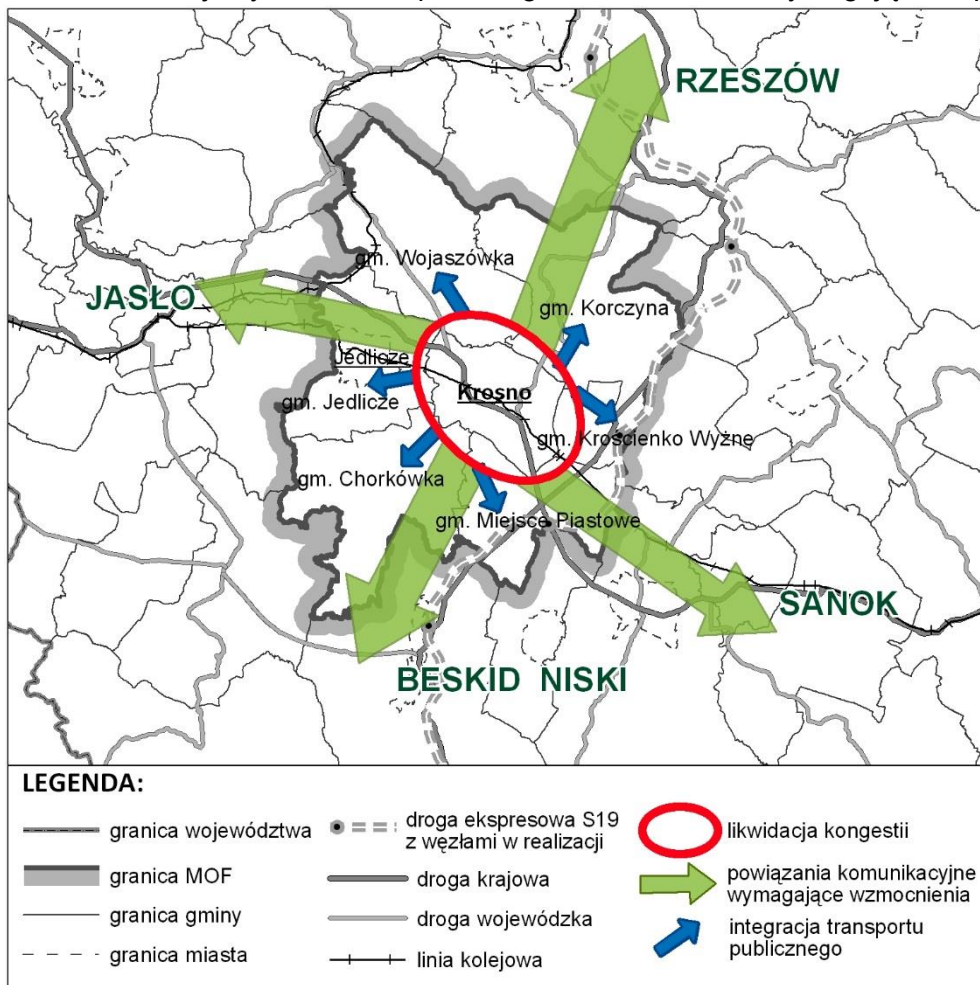 RZESZÓW
gm. Wojaszówka
JASŁO
gm. Korczyna
Jedlicze
gm. Jedlicze
Krosno
gm. Krościenko Wyżne
gm. Chorkówka
gm. Miejsce Piastowe
SANOK
BESKID NISKI
LEGENDA:
granica województwa
granica MOF
granica gminy
granica miasta
droga ekspresowa S19
z węzłami w realizacji
droga krajowa
droga wojewódzka
linia kolejowa
likwidacja kongestii
powiązania komunikacyjne
wymagające wzmocnienia
integracja transportu
publicznego